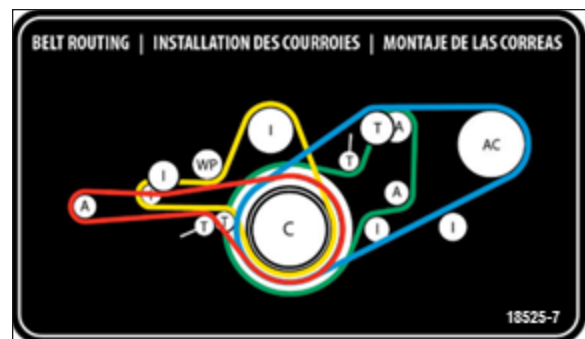 BELT ROUTING | INSTALLATION DES COURROIES | MONTAJE DE LAS CORREAS
I
T A
WP
T
AC
I
A
A
T T
C
I
I
18525-7